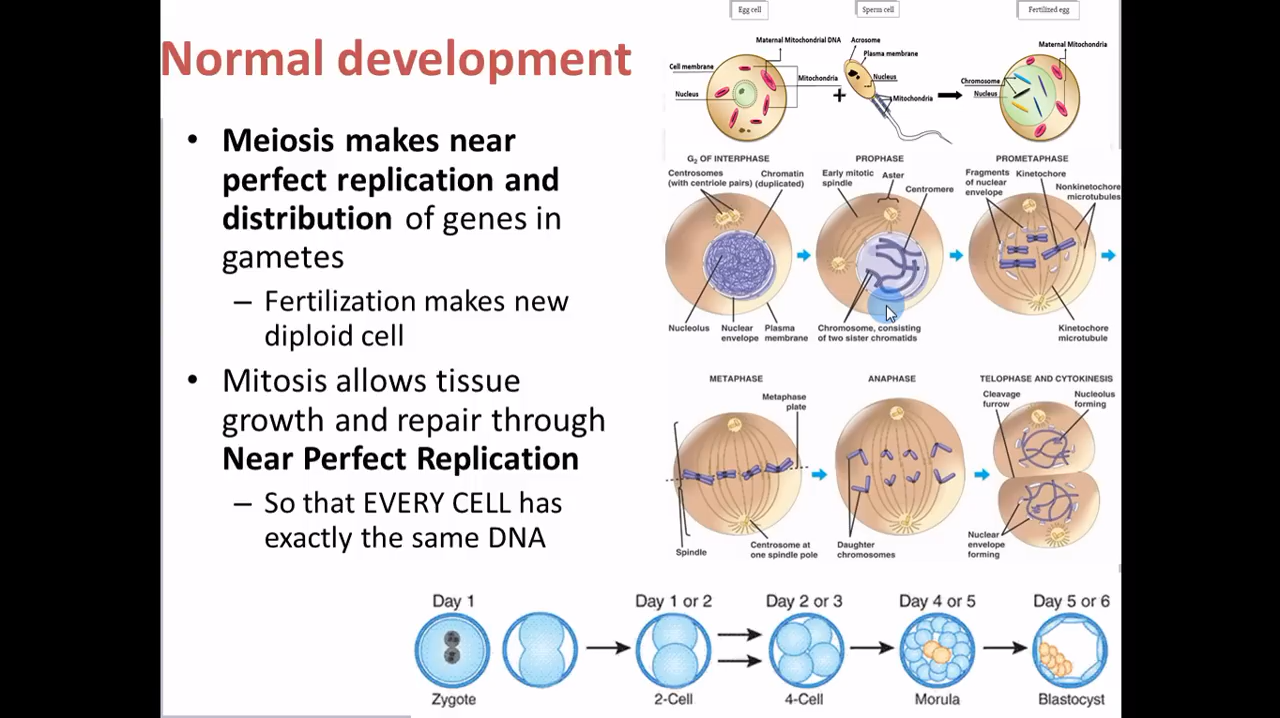 Normal development
• Meiosis makes near
perfect replication and
distribution of genes in
gametes
– Fertilization makes new
diploid cell
• Mitosis allows tissue
growth and repair through
Near Perfect Replication
– So that EVERY CELL has
exactly the same DNA
Egg cell
Sperm cell
Fertilized egg
Maternal Mitochondrial DNA
Cell membrane
Mitochondria
Nucleus
+
Acrosome
Plasma membrane
Nucleus
Mitochondria
Maternal Mitochondria
Chromosome
Nucleus
G2 OF INTERPHASE
Centrosomes
(with centriole pairs)
Chromatin
(duplicated)
Nucleolus
Nuclear
envelope
Plasma
membrane
PROPHASE
Early mitotic
spindle
Aster
Centromere
Chromosome, consisting
of two sister chromatids
PROMETAPHASE
Fragments
of nuclear
envelope
Kinetochore
Nonkinetochore
microtubules
Kinetochore
microtubule
METAPHASE
Metaphase
plate
Spindle
Centrosome at
one spindle pole
ANAPHASE
Daughter
chromosomes
TELOPHASE AND CYTOKINESIS
Cleavage
furrow
Nucleolus
forming
Nuclear
envelope
forming
Day 1
Day 1 or 2
Day 2 or 3
Day 4 or 5
Day 5 or 6
Zygote
2-Cell
4-Cell
Morula
Blastocyst